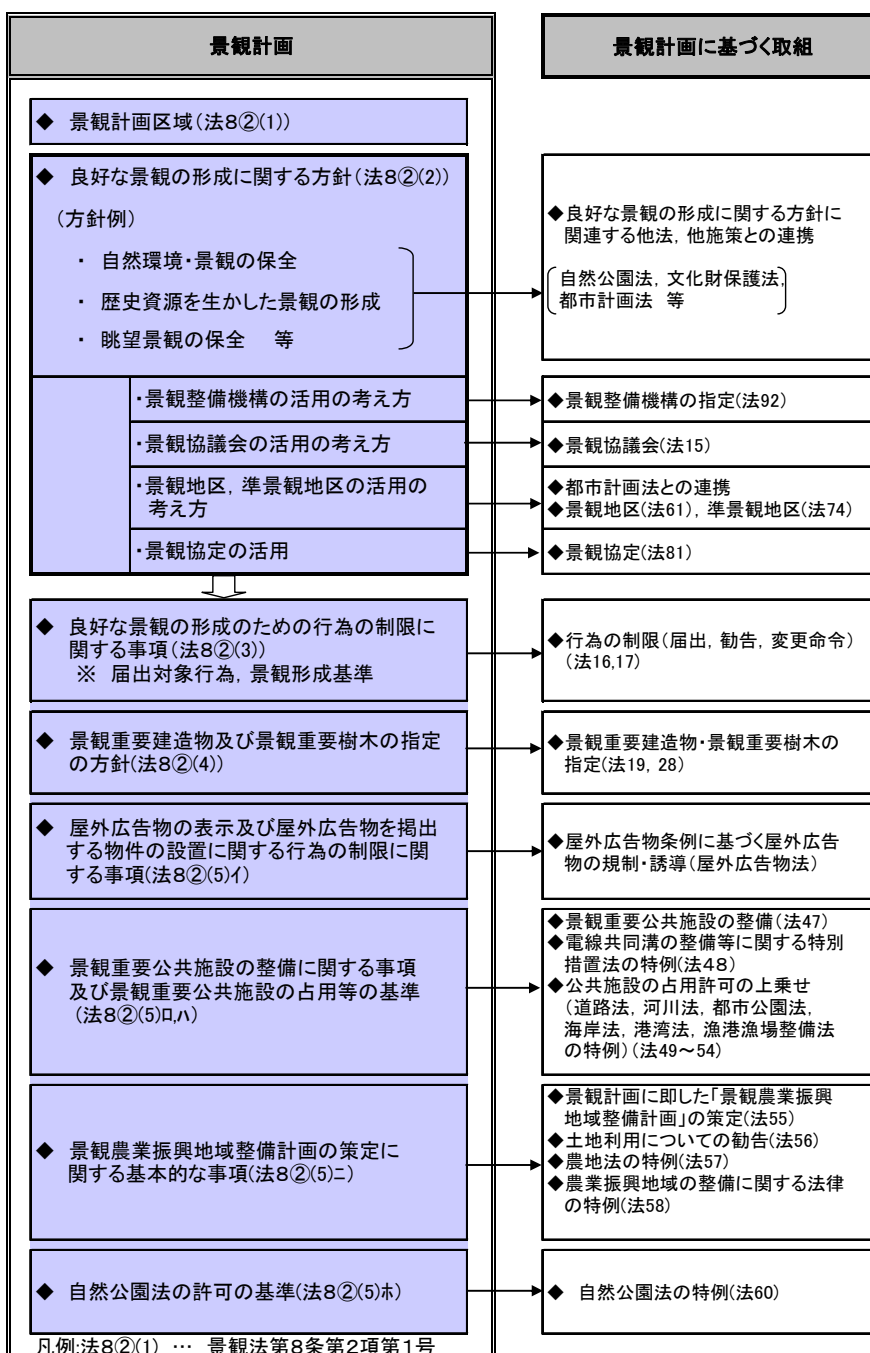 景観計画
景観計画に基づく取組
◆ 景観計画区域(法8②(1))
◆ 良好な景観の形成に関する方針(法8②(2))
(方針例)
・ 自然環境・景観の保全
・ 歴史資源を生かした景観の形成
・ 眺望景観の保全 等
◆良好な景観の形成に関する方針に
関連する他法，他施策との連携
自然公園法，文化財保護法，
都市計画法 等
・景観整備機構の活用の考え方
◆景観整備機構の指定(法92)
・景観協議会の活用の考え方
◆景観協議会(法15)
・景観地区，準景観地区の活用の
考え方
◆都市計画法との連携
◆景観地区(法61)，準景観地区(法74)
・景観協定の活用
◆景観協定(法81)
◆ 良好な景観の形成のための行為の制限に
関する事項(法8②(3))
※ 届出対象行為，景観形成基準
◆行為の制限(届出，勧告，変更命令)
(法16,17)
◆ 景観重要建造物及び景観重要樹木の指定
の方針(法8②(4))
◆景観重要建造物・景観重要樹木の
指定(法19，28)
◆ 屋外広告物の表示及び屋外広告物を掲出
する物件の設置に関する行為の制限に関
する事項(法8②(5)ｲ)
◆屋外広告物条例に基づく屋外広告
物の規制・誘導(屋外広告物法)
◆ 景観重要公共施設の整備に関する事項
及び景観重要公共施設の占用等の基準
(法8②(5)ﾛ,ﾊ)
◆景観重要公共施設の整備(法47)
◆電線共同溝の整備等に関する特別
措置法の特例(法４８)
◆公共施設の占用許可の上乗せ
(道路法，河川法，都市公園法，
海岸法，港湾法，漁港漁場整備法
の特例)(法49～54)
◆ 景観農業振興地域整備計画の策定に
関する基本的な事項(法8②(5)ﾆ)
◆景観計画に即した「景観農業振興
地域整備計画」の策定(法55)
◆土地利用についての勧告(法56)
◆農地法の特例(法57)
◆農業振興地域の整備に関する法律
の特例(法58)
◆ 自然公園法の許可の基準(法8②(5)ﾎ)
◆ 自然公園法の特例(法60)
凡例:法8②(1) … 景観法第8条第2項第1号